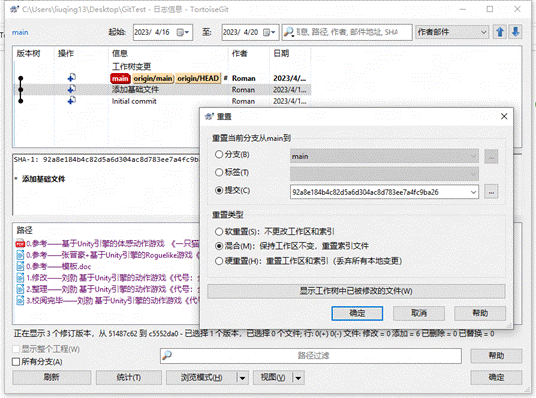 C:\Users\liuqing13\Desktop\GitTest - 日志信息 - TortoiseGit
main
起始: 2023/ 4/16 至: 2023/ 4/20 信息, 路径, 作者, 邮件地址, SHA 作者邮件
版本树 操作 信息 作者 日期
工作树变更
main origin/main origin/HEAD # Roman 2023/4/...
添加基础文件 Roman 2023/4/1...
Initial commit Roman 2023/4/1...
SHA-1: 92a8e184b4c82d5a6d304ac8d783ee7a4fc9ba
* 添加基础文件
路径
0.参考——基于Unity引擎的体感动作游戏 《一只猫
0.参考——张晋豪+基于Unity引擎的Roguelike游戏《
0.参考——模板.doc
1.修改——刘勃 基于Unity引擎的动作游戏《代号:
2.整理——刘勃 基于Unity引擎的动作游戏《代号:
3.校阅完毕——刘勃 基于Unity引擎的动作游戏《代号:
正在显示 3 个修订版本，从 51487c62 到 c5552da0 - 已选择 1 个版本，已选择 0 个文件; 行: 0(+) 0(-) 文件: 修改 = 0 添加 = 6 已删除 = 0 已替换 = 0
显示整个工程(W)
所有分支(A)
路径过滤
帮助
刷新 统计(T) 浏览模式(H) 视图(V) 确定
重置
重置当前分支从main到
分支(B) main ...
标签(T)
提交(C) 92a8e184b4c82d5a6d304ac8d783ee7a4fc9ba26 ...
重置类型
软重置(S)：不更改工作区和索引
混合(M)：保持工作区不变，重置索引文件
硬重置(H)：重置工作区和索引（丢弃所有本地变更）
显示工作树中已被修改的文件(W)
确定 取消 帮助